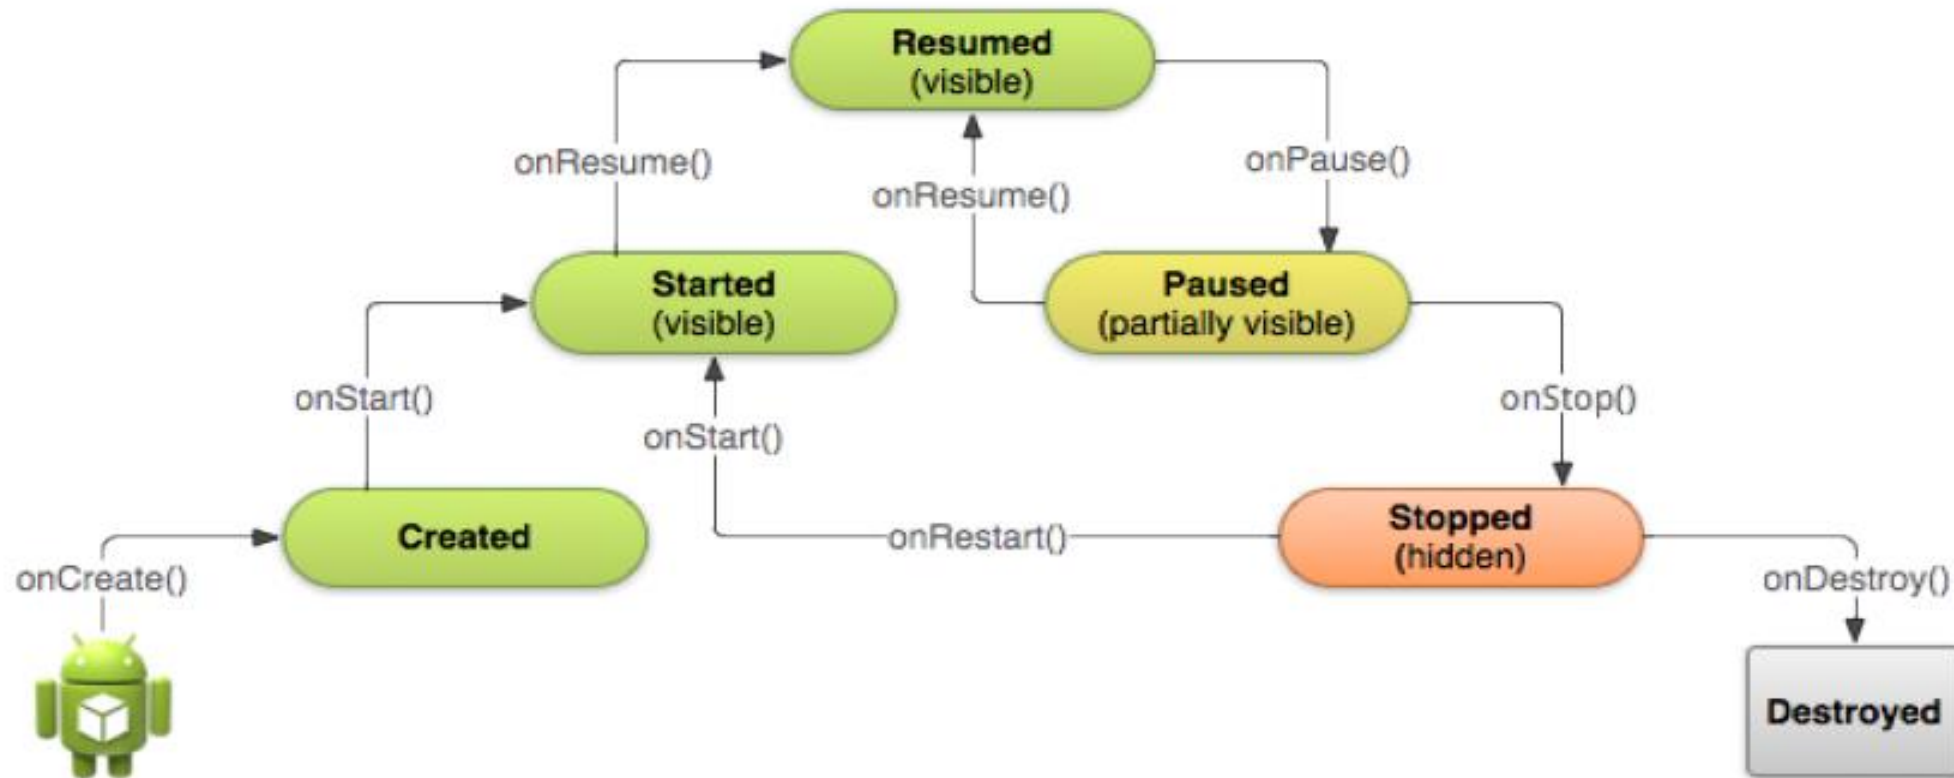 Resumed
(visible)
onResume()
onPause()
onResume()
Started
(visible)
Paused
(partially visible)
onStart()
onStop()
onStart()
Created
onRestart()
Stopped
(hidden)
onCreate()
onDestroy()
Destroyed